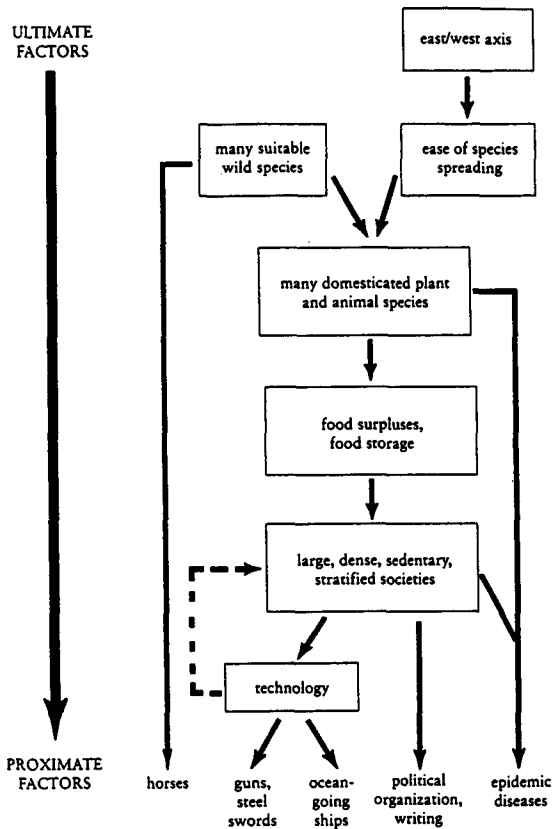 ULTIMATE
FACTORS
east/west axis
many suitable
wild species
ease of species
spreading
many domesticated plant
and animal species
food surpluses,
food storage
large, dense, sedentary,
stratified societies
technology
PROXIMATE
FACTORS
horses
guns,
steel
swords
ocean-
going
ships
political
organization,
writing
epidemic
diseases